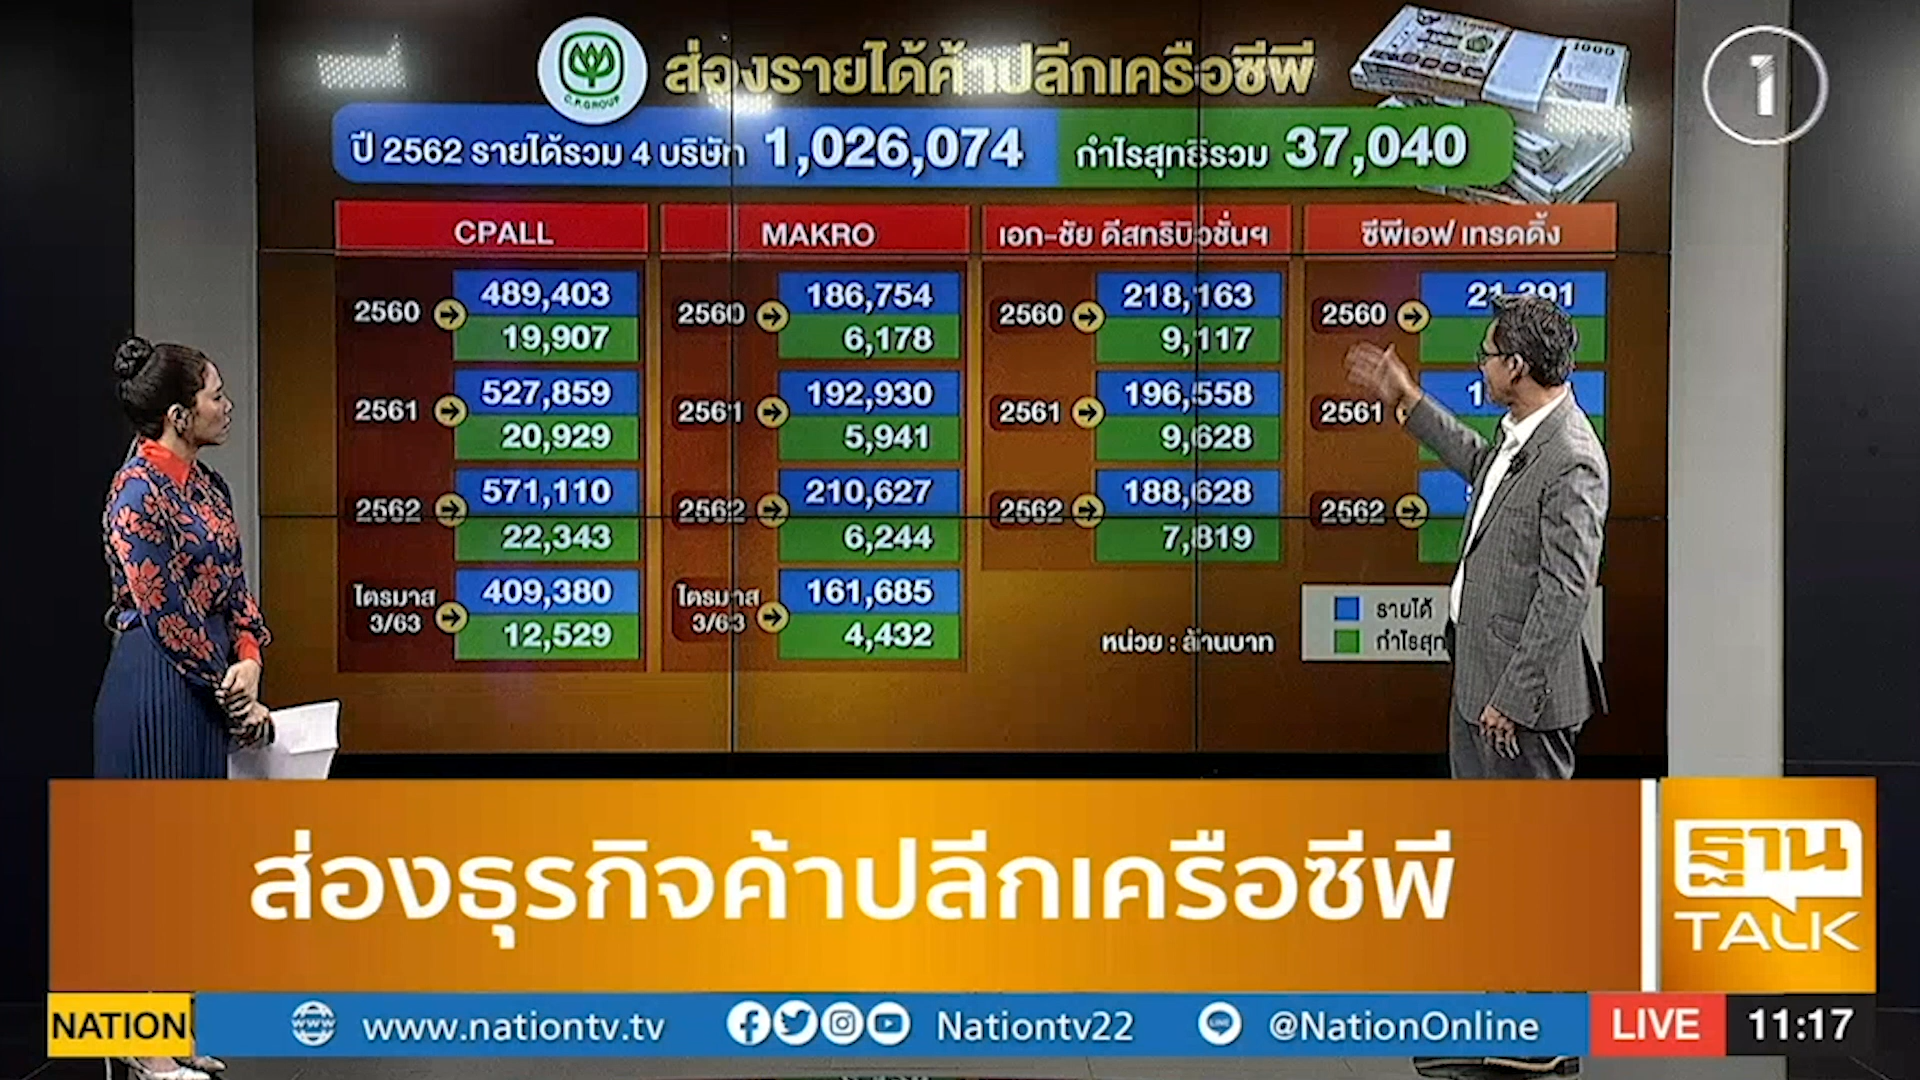 C.P.GROUP
ส่องรายได้ค้าปลีกเครือซีพี
1000
1
ปี 2562 รายได้รวม 4 บริษัท 1,026,074 กำไรสุทธิรวม 37,040
CPALL MAKRO เอก-ชัย ดีสทริบิวชั่นฯ ซีพีเอฟ เทรดดิ้ง
2560 489,403 2560 186,754 2560 218,163 2560
19,907 6,178 9,117
2561 527,859 2561 192,930 2561 196,558 2561
20,929 5,941 9,628
2562 571,110 2562 210,627 2562 188,628 2562
22,343 6,244 7,819
ไตรมาส 3/63 409,380 ไตรมาส 3/63 161,685
12,529 4,432
หน่วย : ล้านบาท
รายได้
ส่องธุรกิจค้าปลีกเครือซีพี
ฐาน
TALK
NATION www www.nationtv.tv Nationtv22 LINE @NationOnline LIVE 11:17